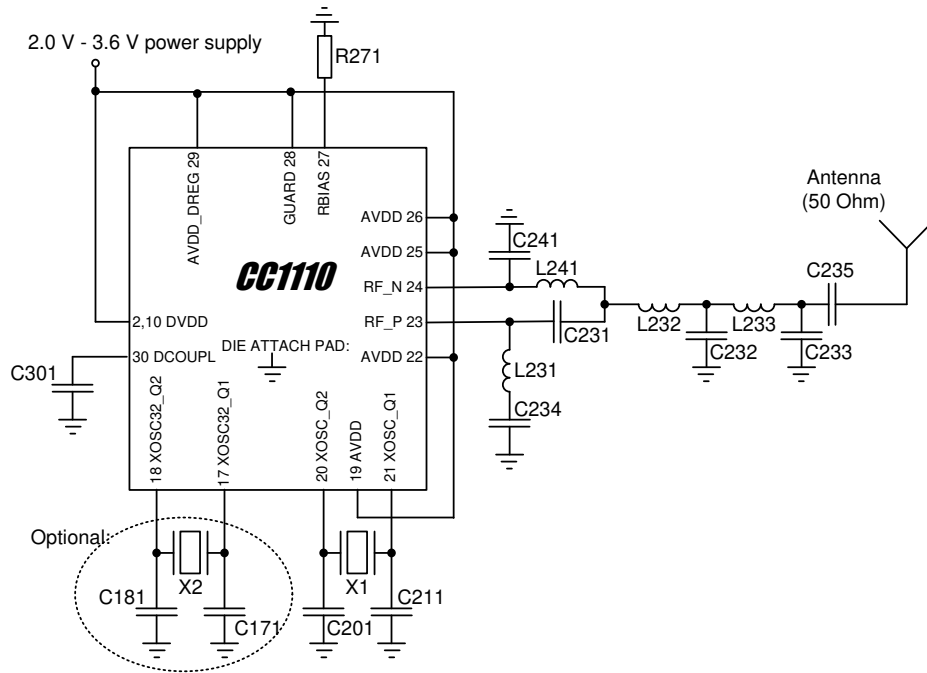 2.0 V - 3.6 V power supply
R271
AVDD_DREG 29
GUARD 28
RBIAS 27
Antenna
(50 Ohm)
AVDD 26
C241
AVDD 25
L241
C235
CC1110
RF_N 24
2,10 DVDD
RF_P 23
C231
L232
L233
30 DCOUPL
DIE ATTACH PAD:
AVDD 22
C232
C233
C301
L231
C234
18 XOSC32_Q2
17 XOSC32_Q1
20 XOSC_Q2
19 AVDD
21 XOSC_Q1
Optional:
X2
X1
C181
C171
C201
C211